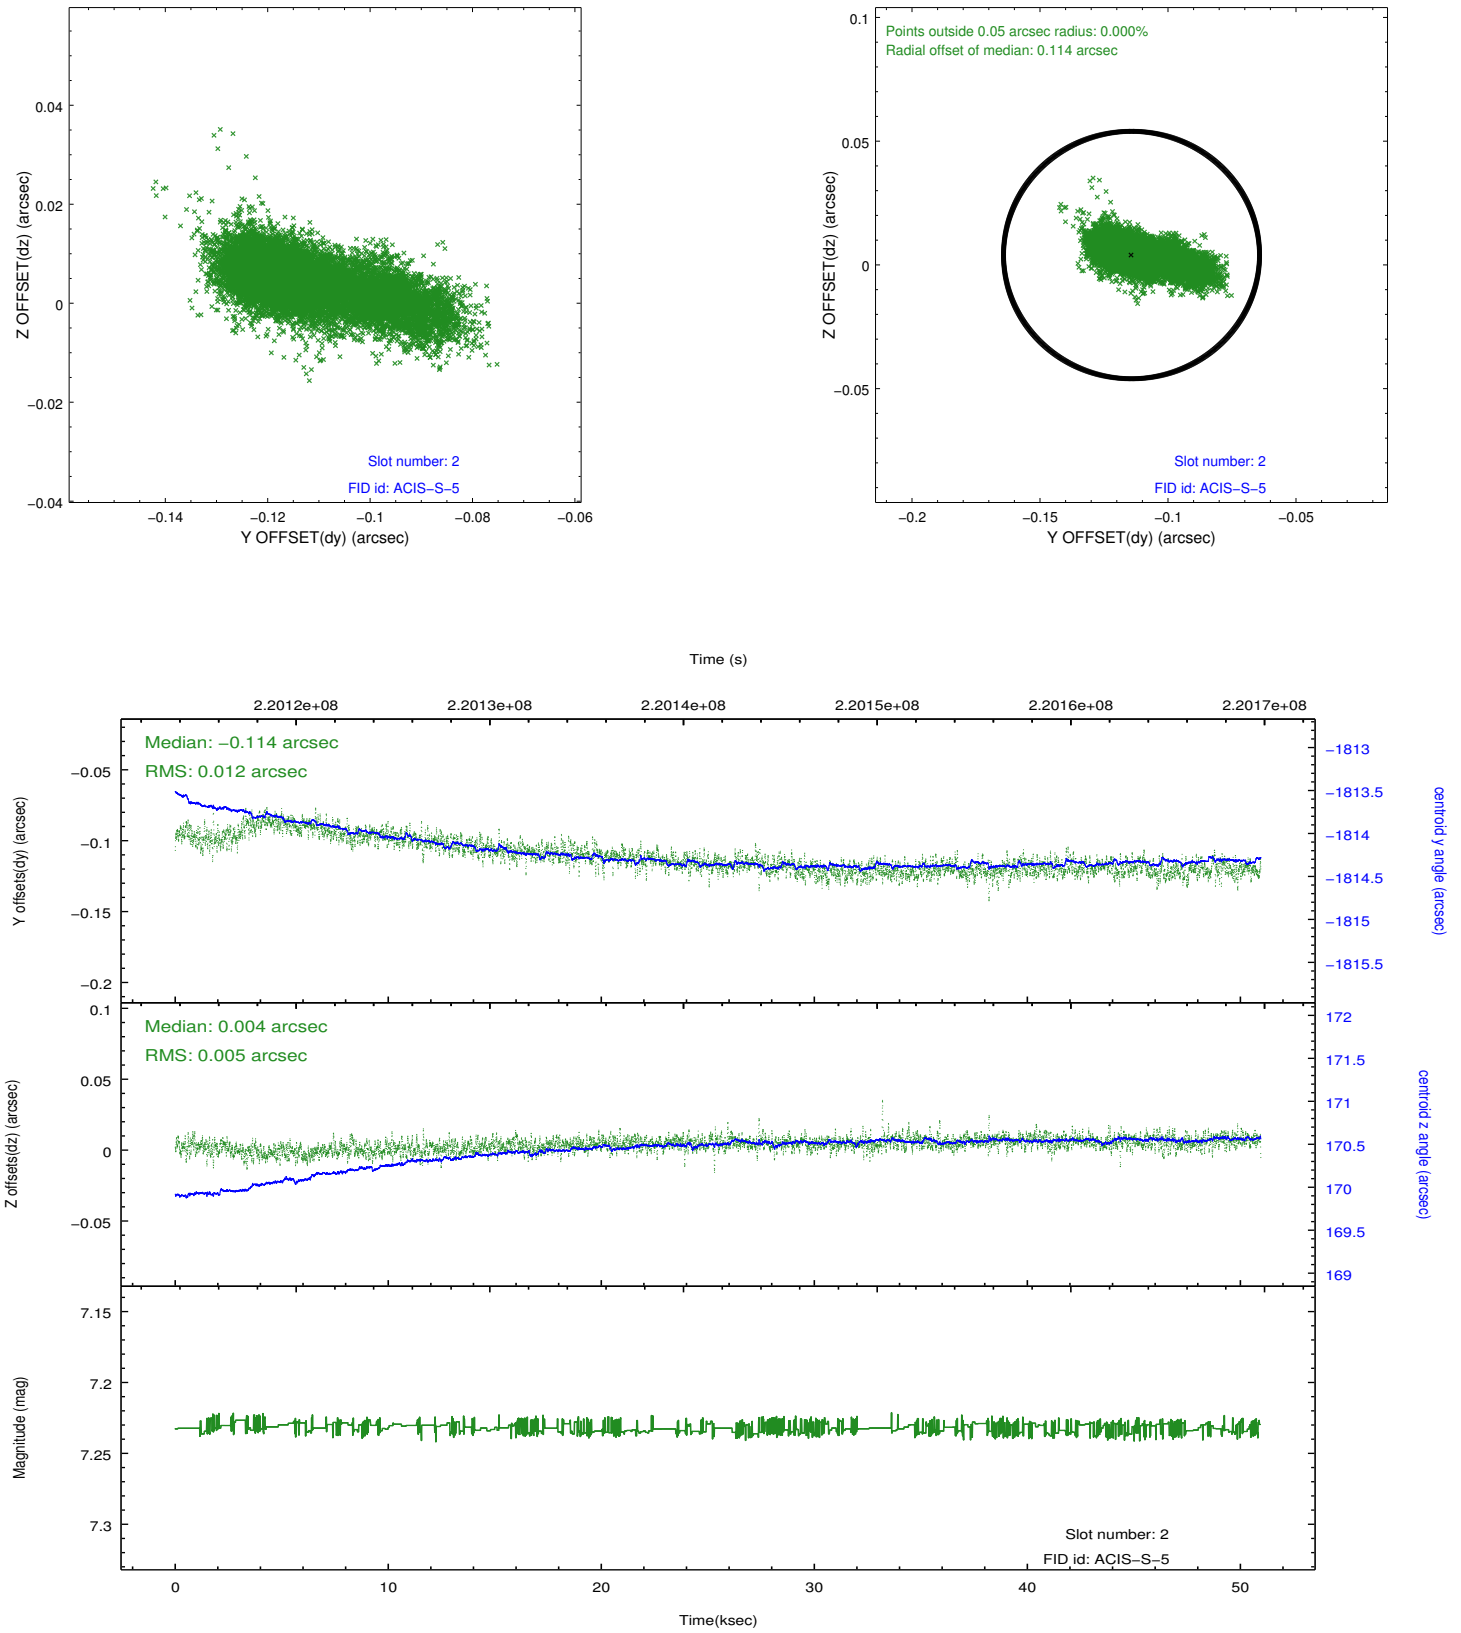 0.04
0.02
0
−0.02
−0.04
Z OFFSET(dz) (arcsec)
Slot number: 2
FID id: ACIS−S−5
−0.14 −0.12 −0.1 −0.08 −0.06
Y OFFSET(dy) (arcsec)
Points outside 0.05 arcsec radius: 0.000%
Radial offset of median: 0.114 arcsec
0.1
0.05
0
−0.05
Z OFFSET(dz) (arcsec)
Slot number: 2
FID id: ACIS−S−5
−0.2 −0.15 −0.1 −0.05
Y OFFSET(dy) (arcsec)
Time (s)
2.2012e+08 2.2013e+08 2.2014e+08 2.2015e+08 2.2016e+08 2.2017e+08
Median: −0.114 arcsec
RMS: 0.012 arcsec
−0.05
−0.1
−0.15
−0.2
Y offsets(dy) (arcsec)
−1813
−1813.5
−1814
−1814.5
−1815
−1815.5
centroid y angle (arcsec)
Median: 0.004 arcsec
RMS: 0.005 arcsec
0.1
0.05
0
−0.05
Z offsets(dz) (arcsec)
172
171.5
171
170.5
170
169.5
169
centroid z angle (arcsec)
7.15
7.2
7.25
7.3
Magnitude (mag)
Slot number: 2
FID id: ACIS−S−5
0 10 20 30 40 50
Time(ksec)